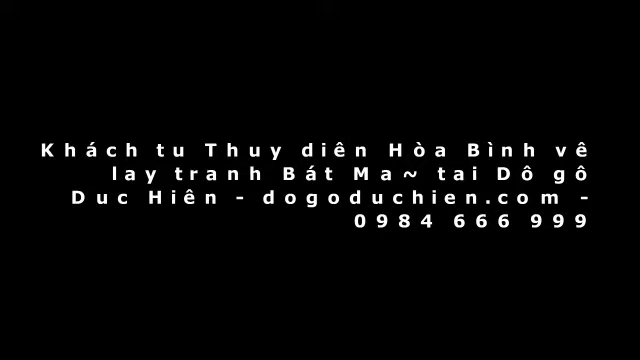 Khách tu Thuy diên Hòa Bình vê
lay tranh Bát Ma~ tai Dô gô
Duc Hiên - dogoduchien.com -
0984 666 999